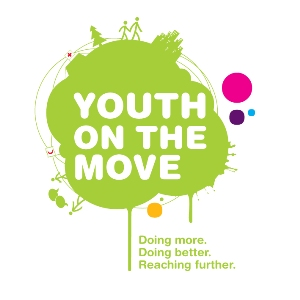 YOUTH
ON THE
MOVE
Doing more.
Doing better.
Reaching further.